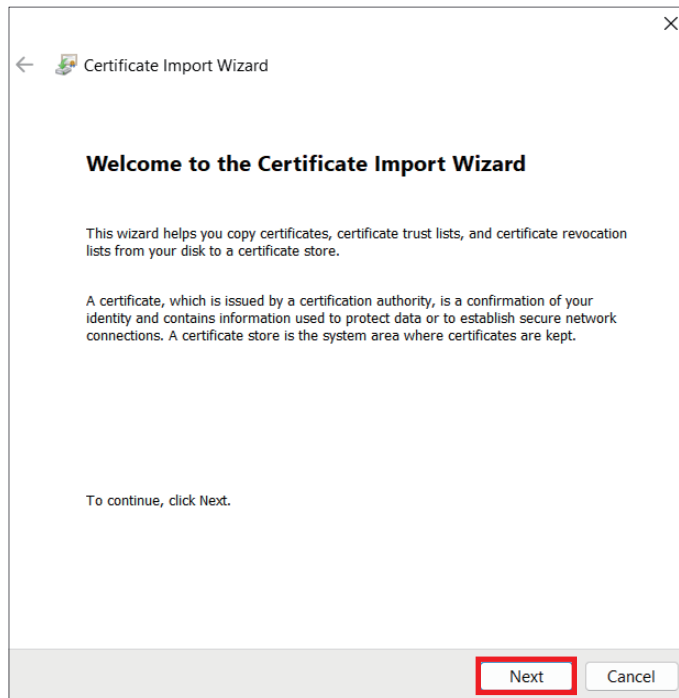 Certificate Import Wizard
Welcome to the Certificate Import Wizard
This wizard helps you copy certificates, certificate trust lists, and certificate revocation
lists from your disk to a certificate store.
A certificate, which is issued by a certification authority, is a confirmation of your
identity and contains information used to protect data or to establish secure network
connections. A certificate store is the system area where certificates are kept.
To continue, click Next.
Next Cancel